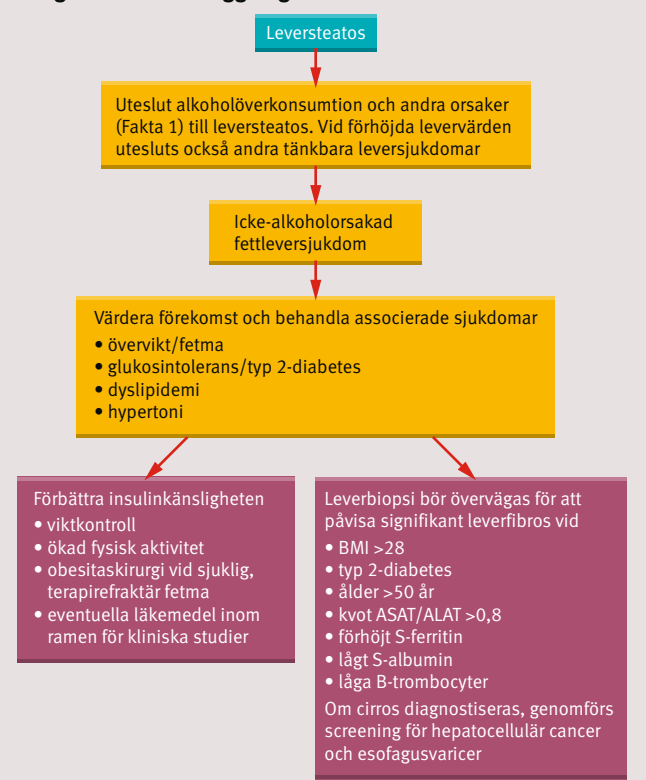 Leversteatos
Uteslut alkoholöverkonsumtion och andra orsaker
(Fakta 1) till leversteatos. Vid förhöjda levervärden
utesluts också andra tänkbara leversjukdomar
Icke-alkoholorsakad
fettleversjukdom
Värdera förekomst och behandla associerade sjukdomar
• övervikt/fetma
• glukosintolerans/typ 2-diabetes
• dyslipidemi
• hypertoni
Förbättra insulinkänsligheten
• viktkontroll
• ökad fysisk aktivitet
• obesitaskirurgi vid sjuklig,
terapirefraktär fetma
• eventuella läkemedel inom
ramen för kliniska studier
Leverbiopsi bör övervägas för att
påvisa signifikant leverfibros vid
• BMI >28
• typ 2-diabetes
• ålder >50 år
• kvot ASAT/ALAT >0,8
• förhöjt S-ferritin
• lågt S-albumin
• låga B-trombocyter
Om cirros diagnostiseras, genomförs
screening för hepatocellulär cancer
och esofagusvaricer